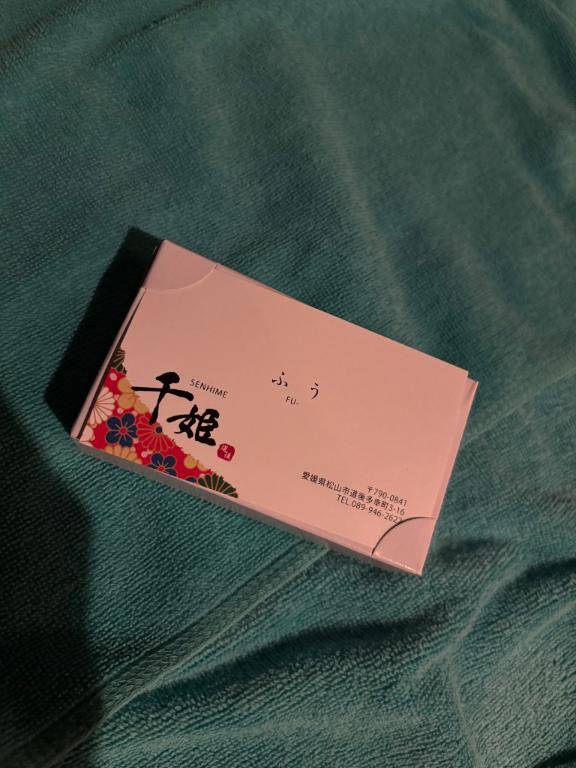 千姫
SENHIME
ふう
FU-
〒790-0841
愛媛県松山市道後多幸町3-16
TEL.089-946-2622